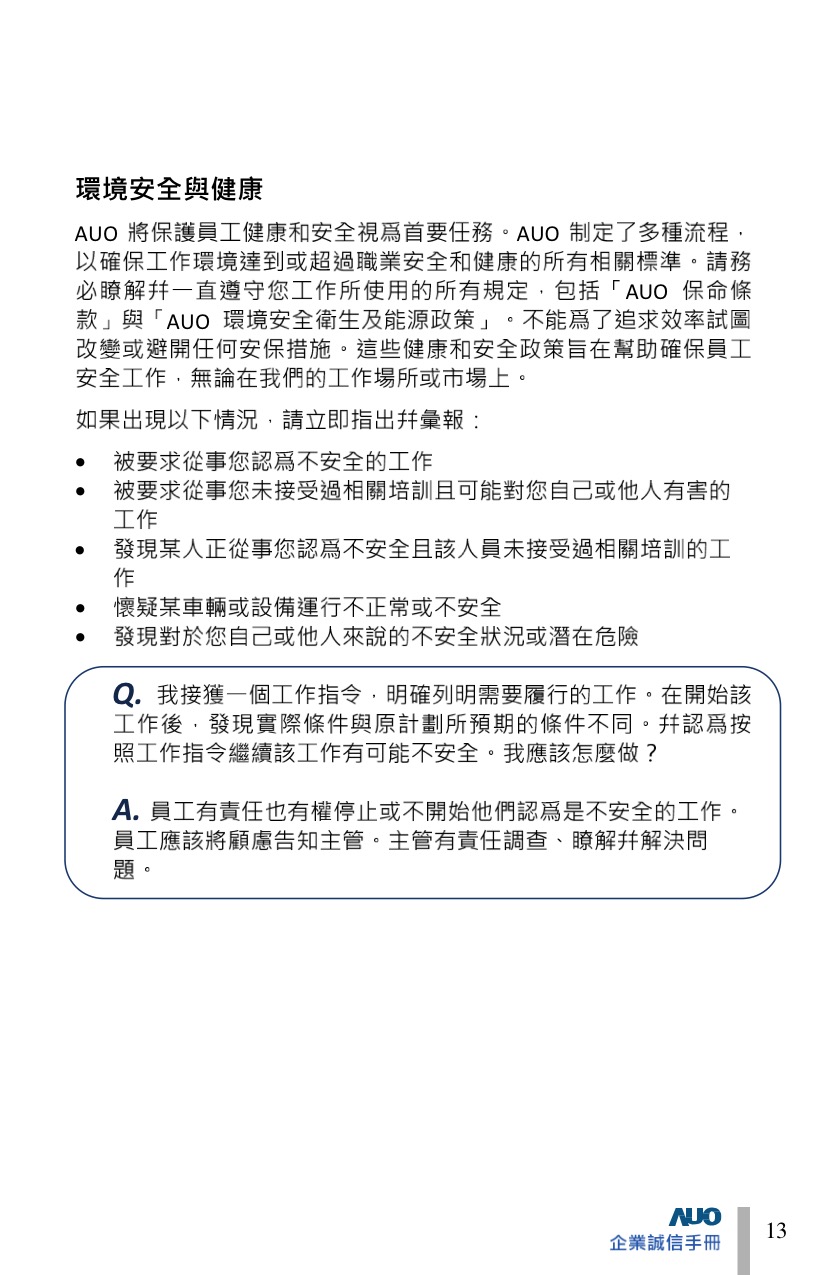 環境安全與健康
AUO 將保護員工健康和安全視爲首要任務。AUO 制定了多種流程，
以確保工作環境達到或超過職業安全和健康的所有相關標準。請務
必瞭解幷一直遵守您工作所使用的所有規定，包括「AUO 保命條
款」與「AUO 環境安全衛生及能源政策」。不能爲了追求效率試圖
改變或避開任何安保措施。這些健康和安全政策旨在幫助確保員工
安全工作，無論在我們的工作場所或市場上。
如果出現以下情況，請立即指出幷彙報：
• 被要求從事您認爲不安全的工作
• 被要求從事您未接受過相關培訓且可能對您自己或他人有害的
工作
• 發現某人正從事您認爲不安全且該人員未接受過相關培訓的工
作
• 懷疑某車輛或設備運行不正常或不安全
• 發現對於您自己或他人來說的不安全狀況或潛在危險
Q. 我接獲一個工作指令，明確列明需要履行的工作。在開始該
工作後，發現實際條件與原計劃所預期的條件不同。幷認爲按
照工作指令繼續該工作有可能不安全。我應該怎麼做？
A. 員工有責任也有權停止或不開始他們認爲是不安全的工作。
員工應該將顧慮告知主管。主管有責任調查、瞭解幷解決問
題。
AUO
企業誠信手冊
13